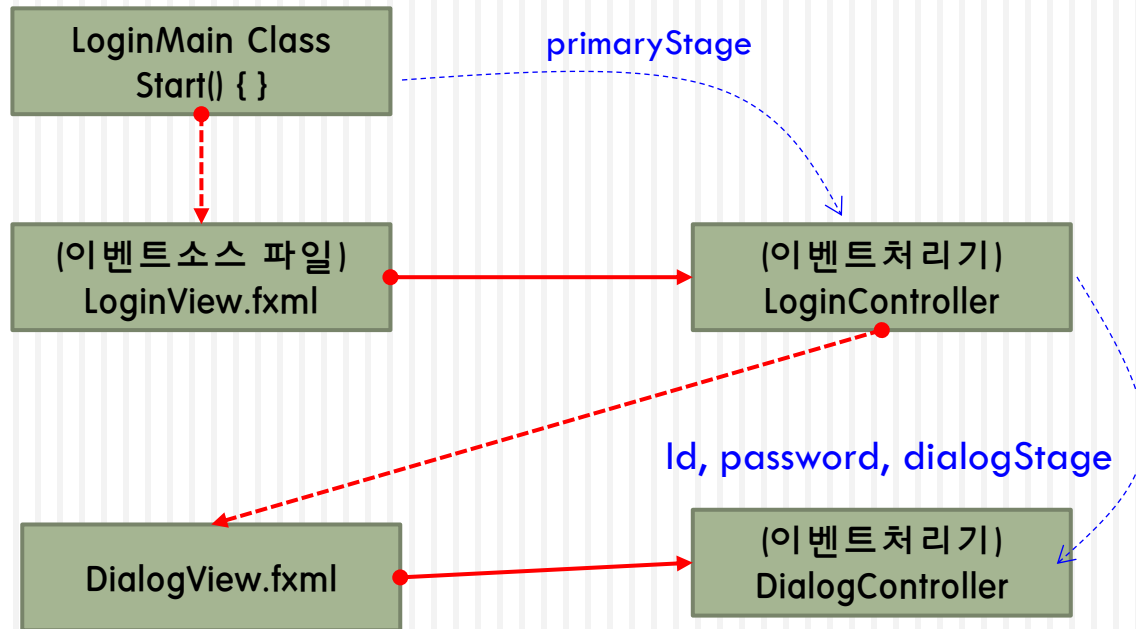 LoginMain Class
Start() { }
primaryStage
(이벤트소스 파일)
LoginView.fxml
(이벤트처리기)
LoginController
Id, password, dialogStage
DialogView.fxml
(이벤트처리기)
DialogController